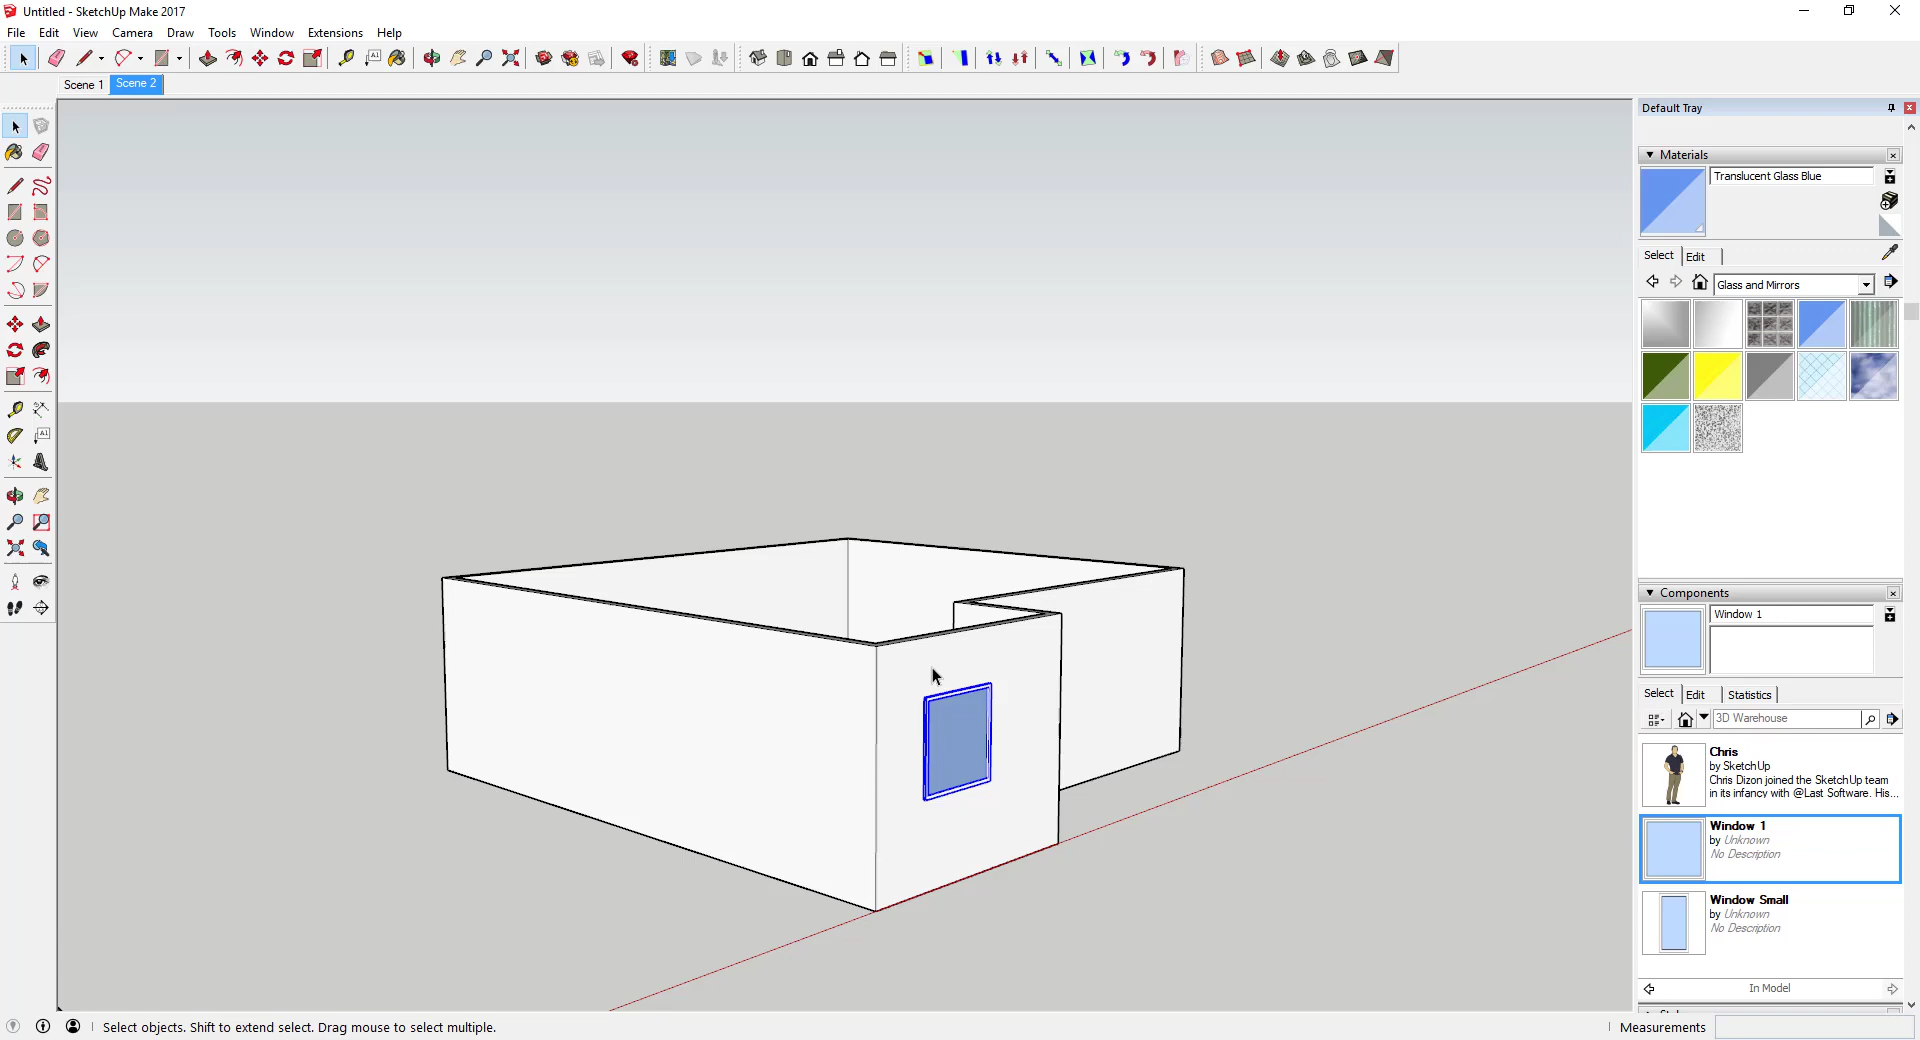 Untitled - SketchUp Make 2017
File Edit View Camera Draw Tools Window Extensions Help
Scene 1 Scene 2
Default Tray
Materials
Translucent Glass Blue
Select Edit
Glass and Mirrors
Components
Window 1
Select Edit Statistics
3D Warehouse
Chris
by SketchUp
Chris Dizon joined the SketchUp team
in its infancy with @Last Software. His...
Window 1
by Unknown
No Description
Window Small
by Unknown
No Description
In Model
Select objects. Shift to extend select. Drag mouse to select multiple.
Measurements